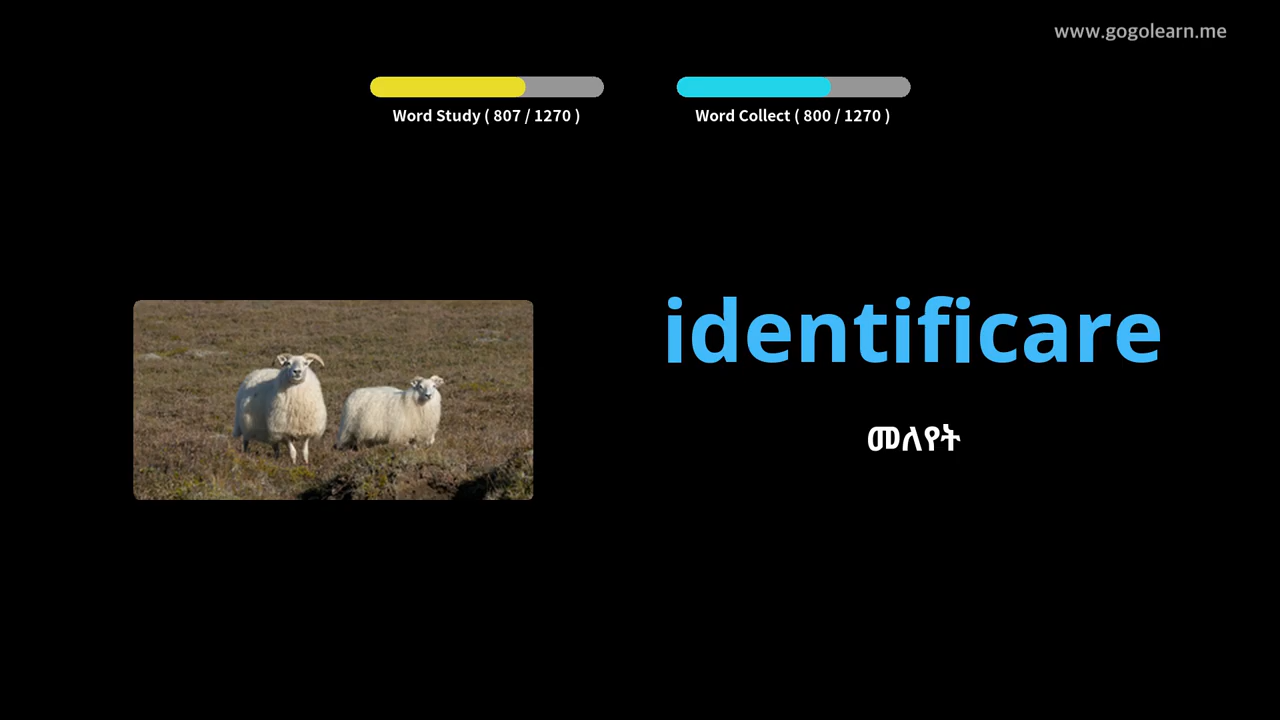 www.gogolearn.me
Word Study ( 807 / 1270 )
Word Collect ( 800 / 1270 )
identificare
መለየት